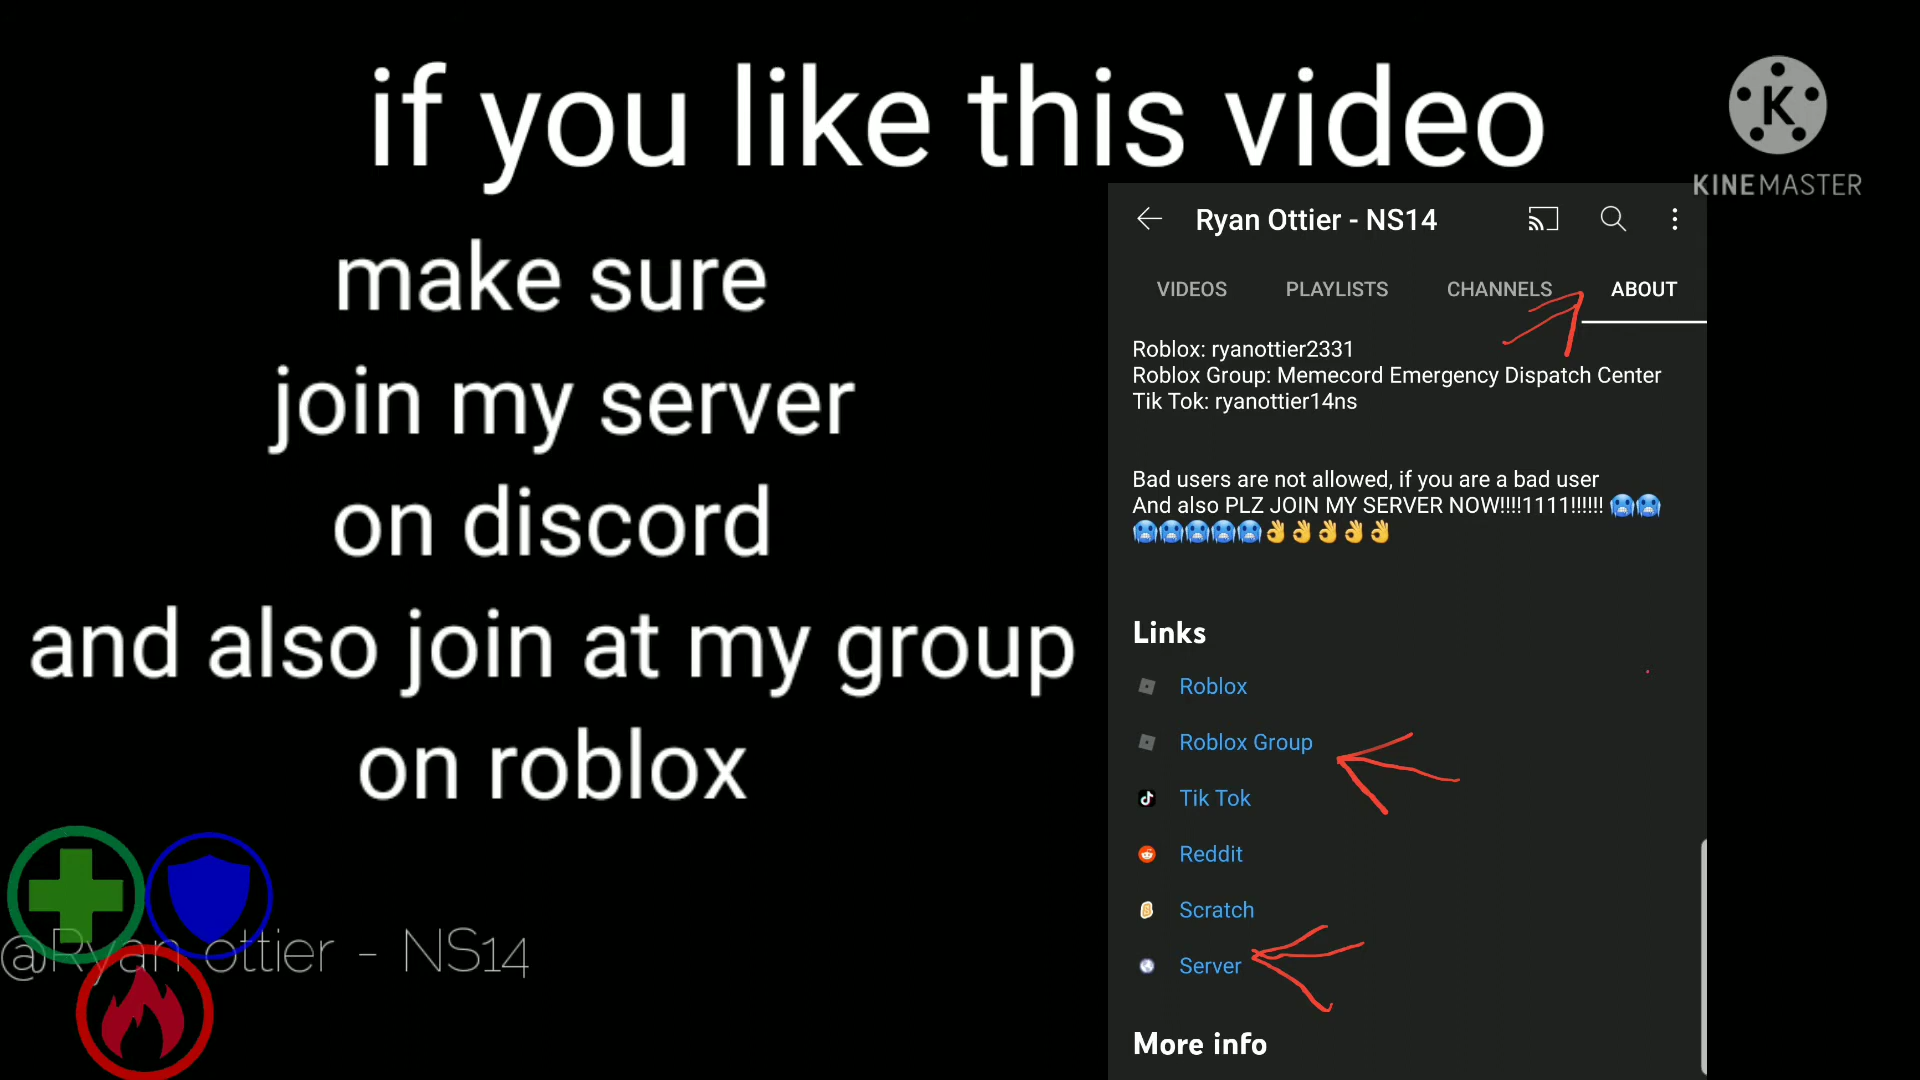 if you like this video
make sure
join my server
on discord
and also join at my group
on roblox
@Ryan ottier - NS14
K
KINEMASTER
Ryan Ottier - NS14
VIDEOS PLAYLISTS CHANNELS ABOUT
Roblox: ryanottier2331
Roblox Group: Memecord Emergency Dispatch Center
Tik Tok: ryanottier14ns
Bad users are not allowed, if you are a bad user
And also PLZ JOIN MY SERVER NOW!!!!1111!!!!!! 🥶🥶
🥶🥶🥶🥶🥶👌👌👌👌👌
Links
Roblox
Roblox Group
Tik Tok
Reddit
Scratch
Server
More info